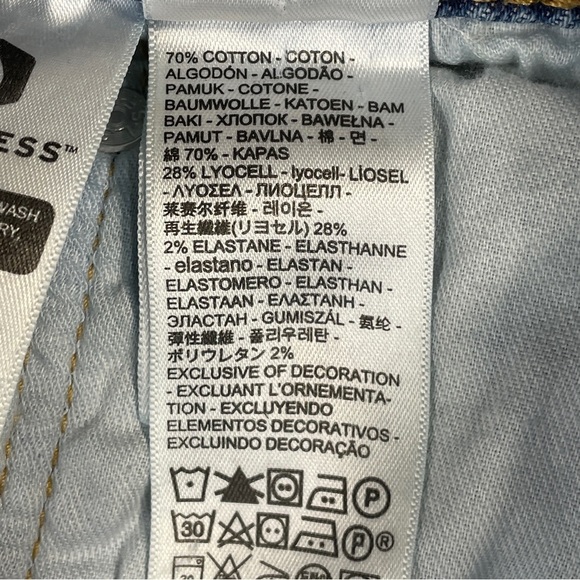 ESS™
WASH
RY
70% COTTON - COTON -
ALGODÓN - ALGODÃO -
PAMUK - COTONE -
BAUMWOLLE - KATOEN - BAM
BAKI - ХЛОПОК - BAWEŁNA -
PAMUT - BAVLNA - 棉 - 면 -
綿 70% - KAPAS
28% LYOCELL - lyocell- LİOSEL
- ΛΥΟΣΕΛ - ЛИОЦЕЛЛ -
莱赛尔纤维 - 레이온 -
再生繊維(リヨセル) 28%
2% ELASTANE - ELASTHANNE
- elastano - ELASTAN -
ELASTOMERO - ELASTHAN -
ELASTAAN - ΕΛΑΣΤΑΝΗ -
ЭЛАСТАН - GUMISZÁL - 氨纶 -
彈性纖維 - 폴리우레탄 -
ポリウレタン 2%
EXCLUSIVE OF DECORATION
- EXCLUANT L'ORNEMENTA-
TION - EXCLUYENDO
ELEMENTOS DECORATIVOS -
EXCLUINDO DECORAÇÃO
P
30 P ®